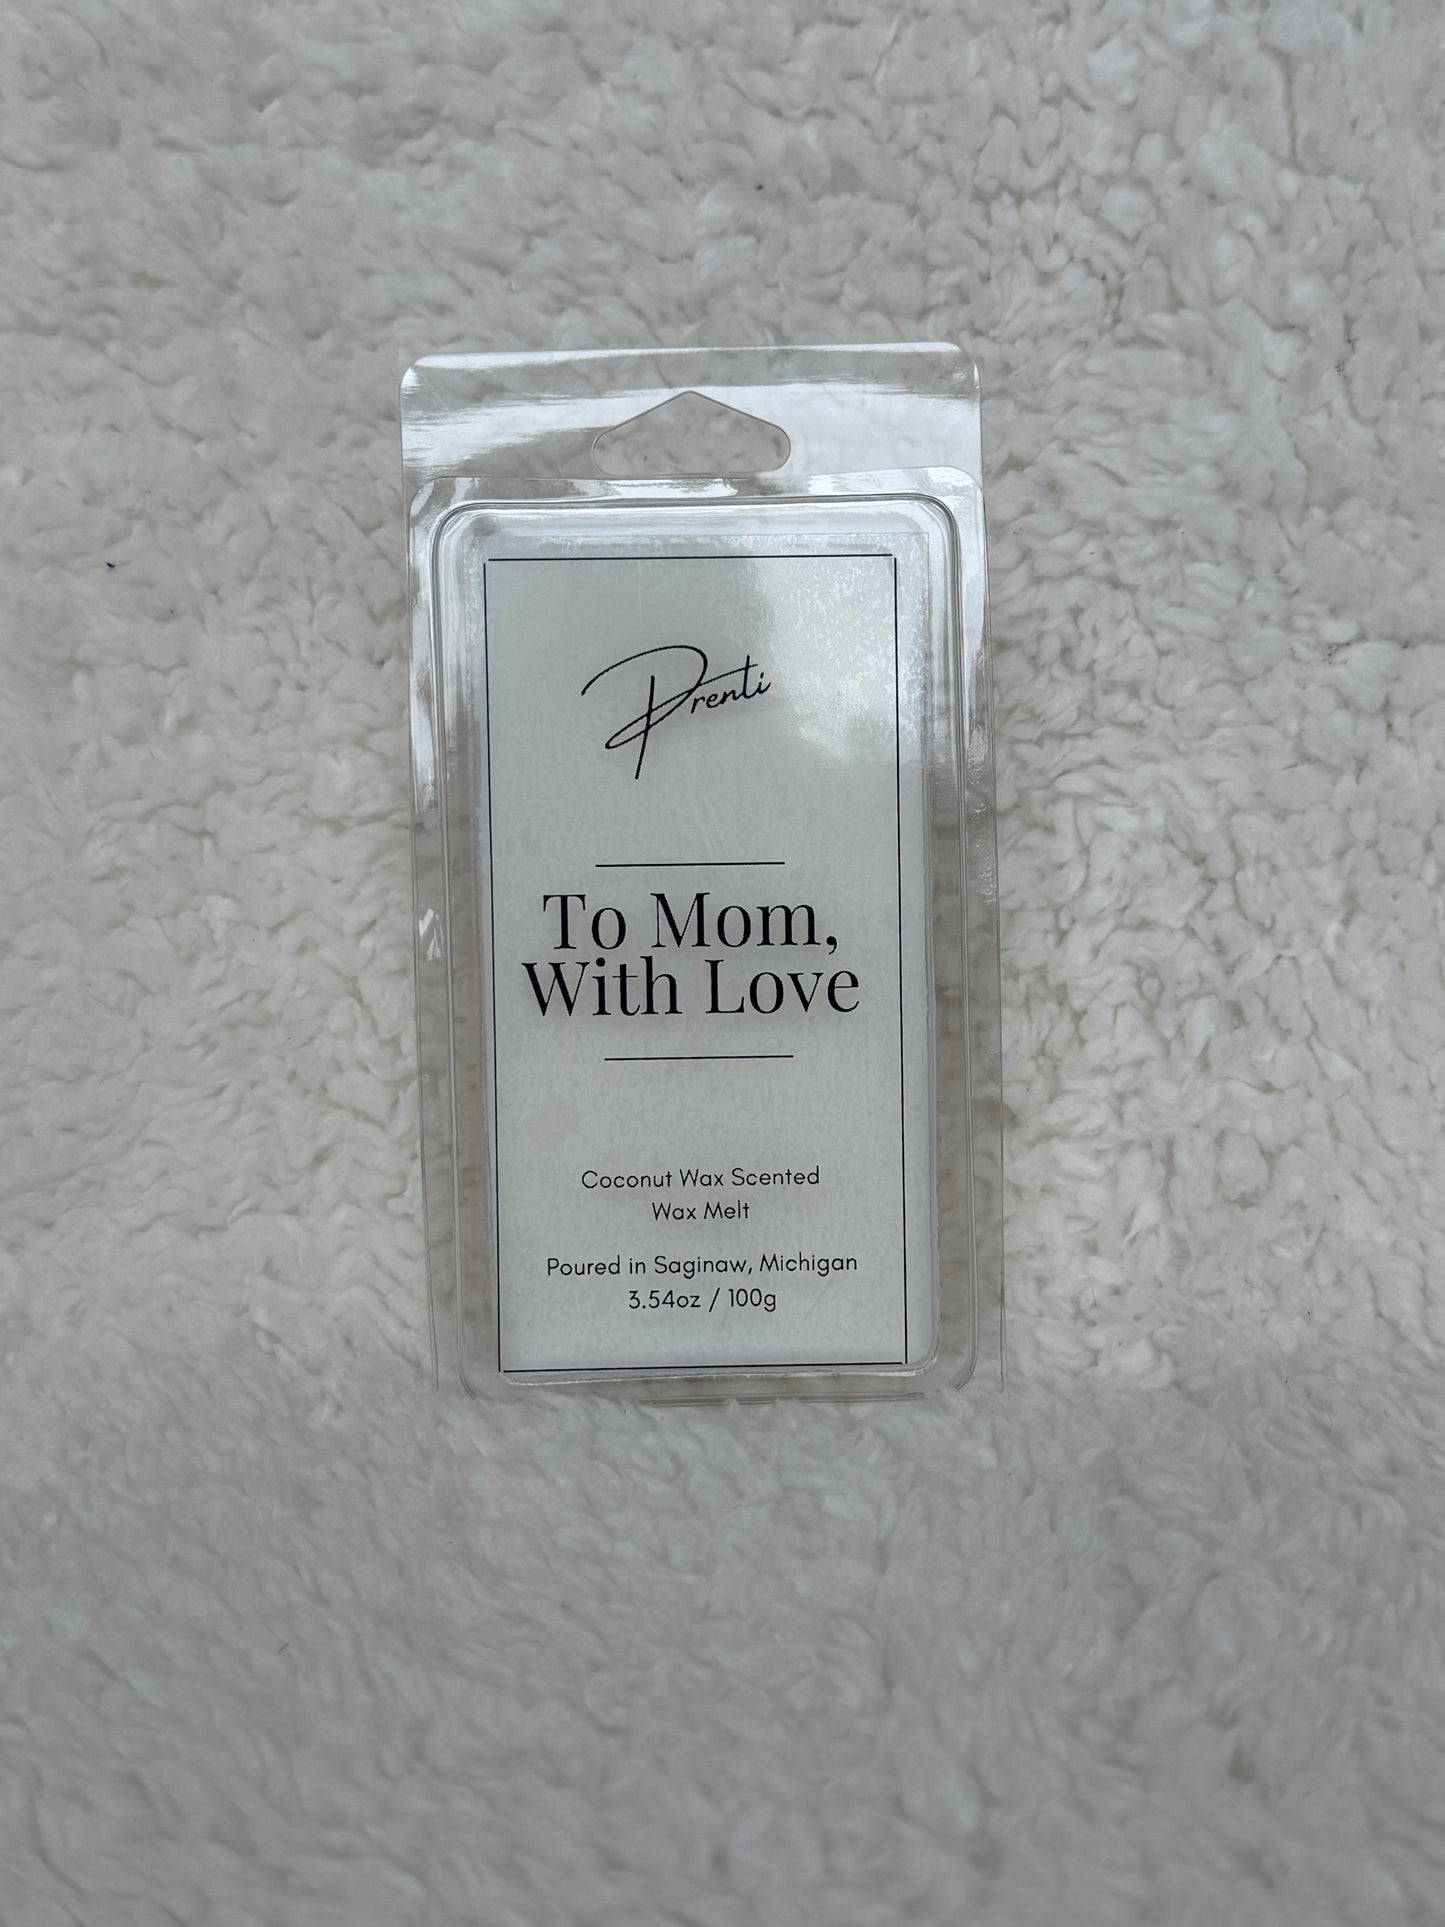 Prenti
To Mom,
With Love
Coconut Wax Scented
Wax Melt
Poured in Saginaw, Michigan
3.54oz / 100g